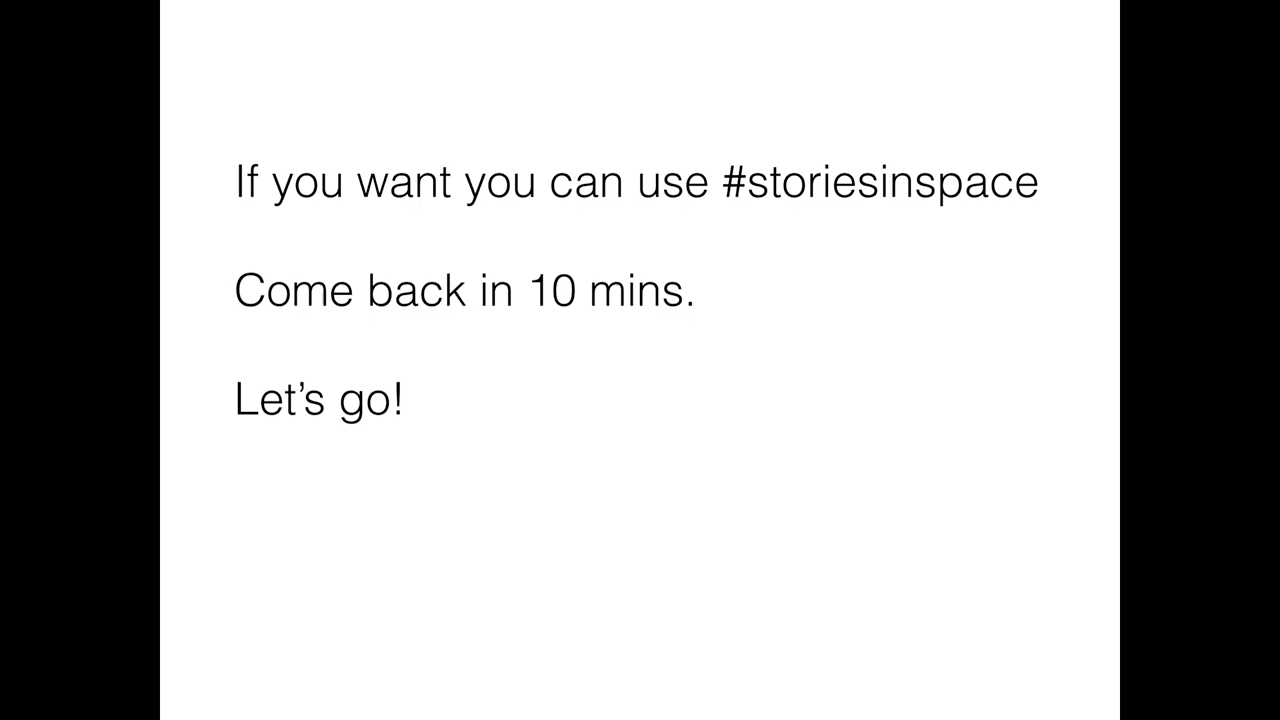 If you want you can use #storiesinspace
Come back in 10 mins.
Let’s go!